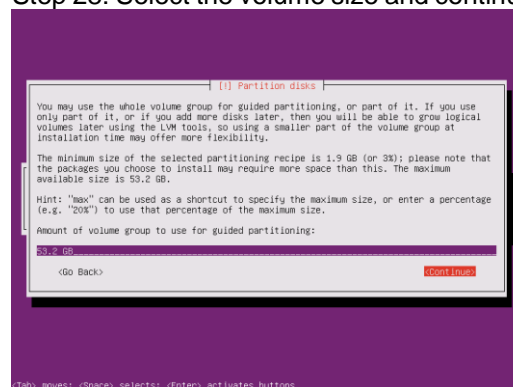 Step 23: Select the volume size and contin
[!] Partition disks
You may use the whole volume group for guided partitioning, or part of it. If you use
only part of it, or if you add more disks later, then you will be able to grow logical
volumes later using the LVM tools, so using a smaller part of the volume group at
installation time may offer more flexibility.
The minimum size of the selected partitioning recipe is 1.9 GB (or 3%); please note that
the packages you choose to install may require more space than this. The maximum
available size is 53.2 GB.
Hint: "max" can be used as a shortcut to specify the maximum size, or enter a percentage
(e.g. "20%") to use that percentage of the maximum size.
Amount of volume group to use for guided partitioning:
53.2 GB
<Go Back> <Continue>
<Tab> moves; <Space> selects; <Enter> activates buttons